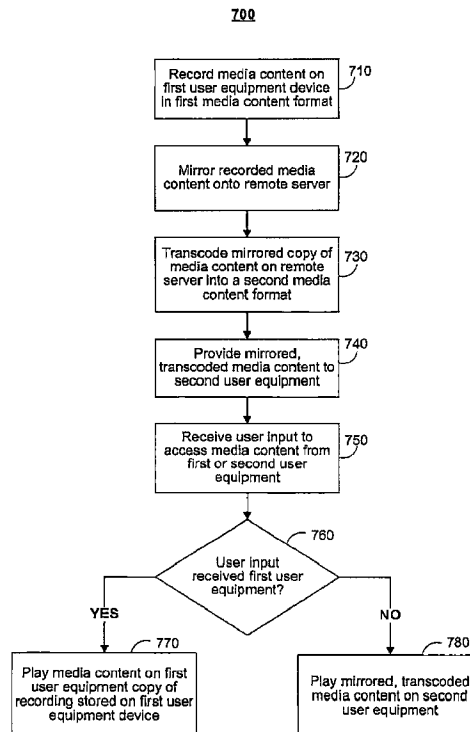 700
Record media content on
first user equipment device
in first media content format
710
Mirror recorded media
content onto remote server
720
Transcode mirrored copy of
media content on remote
server into a second media
content format
730
Provide mirrored,
transcoded media content to
second user equipment
740
Receive user input to
access media content from
first or second user
equipment
750
User input
received first user
equipment?
760
YES
NO
770
Play media content on first
user equipment copy of
recording stored on first user
equipment device
780
Play mirrored, transcoded
media content on second
user equipment